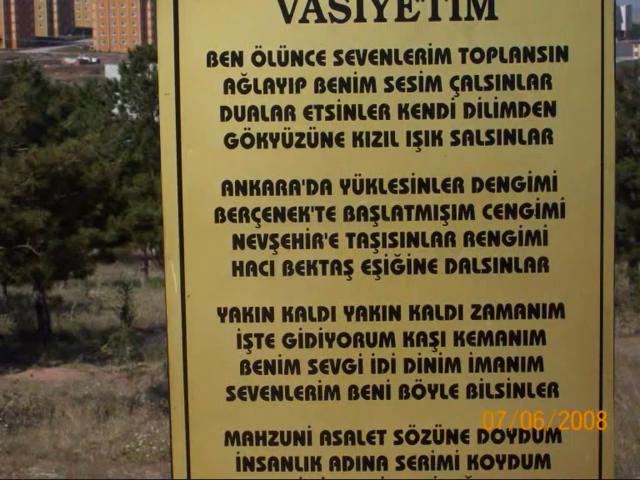 VASİYETİM
BEN ÖLÜNCE SEVENLERİM TOPLANSIN
AĞLAYIP BENİM SESİM ÇALSINLAR
DUALAR ETSİNLER KENDİ DİLİMDEN
GÖKYÜZÜNE KIZIL IŞIK SALSINLAR
ANKARA'DA YÜKLESİNLER DENGİMİ
BERÇENEK'TE BAŞLATMIŞIM CENGİMİ
NEVŞEHİR'E TAŞISINLAR RENGİMİ
HACI BEKTAŞ EŞİĞİNE DALSINLAR
YAKIN KALDI YAKIN KALDI ZAMANIM
İŞTE GİDİYORUM KAŞI KEMANIM
BENİM SEVGİ İDİ DİNİM İMANIM
SEVENLERİM BENİ BÖYLE BİLSİNLER
MAHZUNİ ASALET SÖZÜNE DOYDUM
İNSANLIK ADINA SERİMİ KOYDUM
07/06/2008